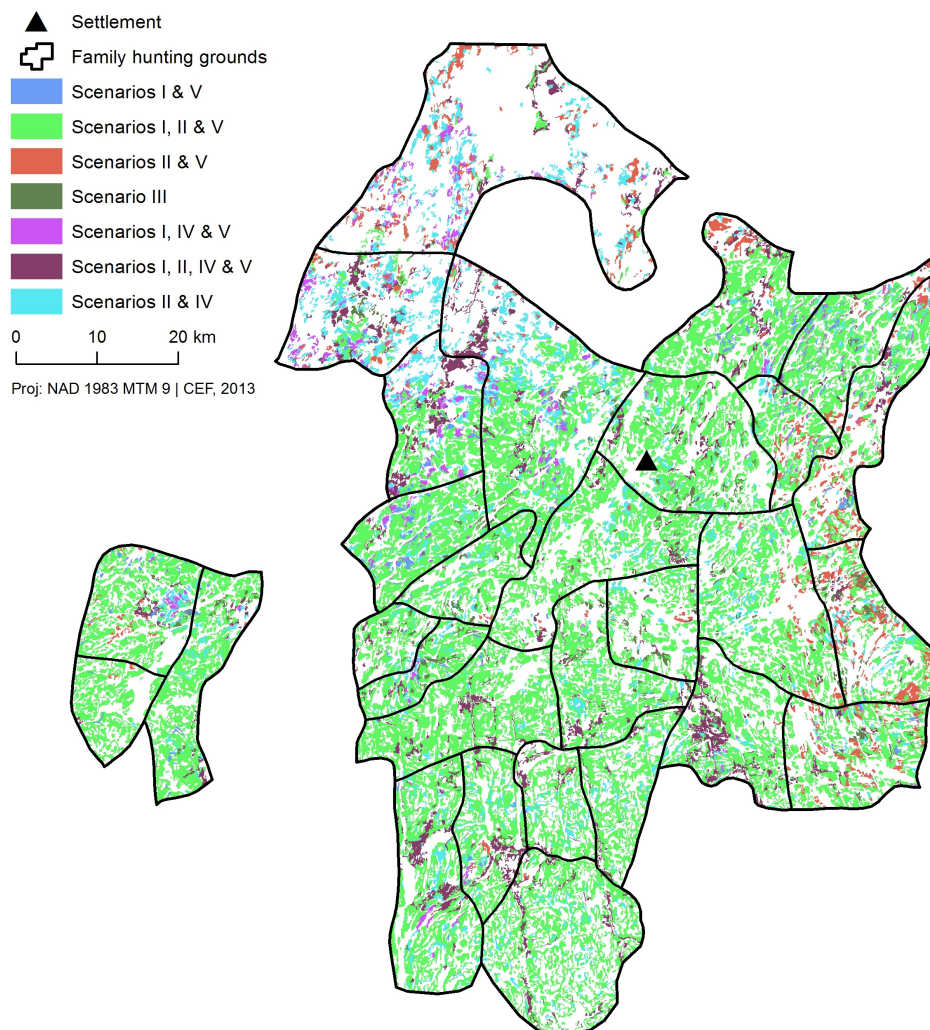 Settlement
Family hunting grounds
Scenarios I & V
Scenarios I, II & V
Scenarios II & V
Scenario III
Scenarios I, IV & V
Scenarios I, II, IV & V
Scenarios II & IV
0 10 20 km
Proj: NAD 1983 MTM 9 | CEF, 2013